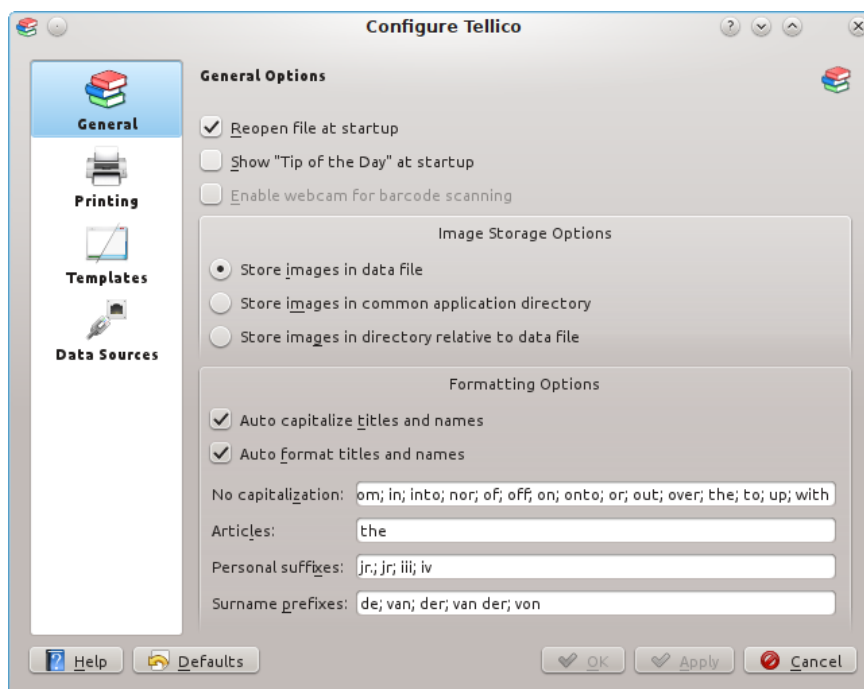 Configure Tellico
General
Printing
Templates
Data Sources
General Options
Reopen file at startup
Show "Tip of the Day" at startup
Enable webcam for barcode scanning
Image Storage Options
Store images in data file
Store images in common application directory
Store images in directory relative to data file
Formatting Options
Auto capitalize titles and names
Auto format titles and names
No capitalization: om; in; into; nor; of; off; on; onto; or; out; over; the; to; up; with
Articles: the
Personal suffixes: jr.; jr; iii; iv
Surname prefixes: de; van; der; van der; von
Help Defaults OK Apply Cancel